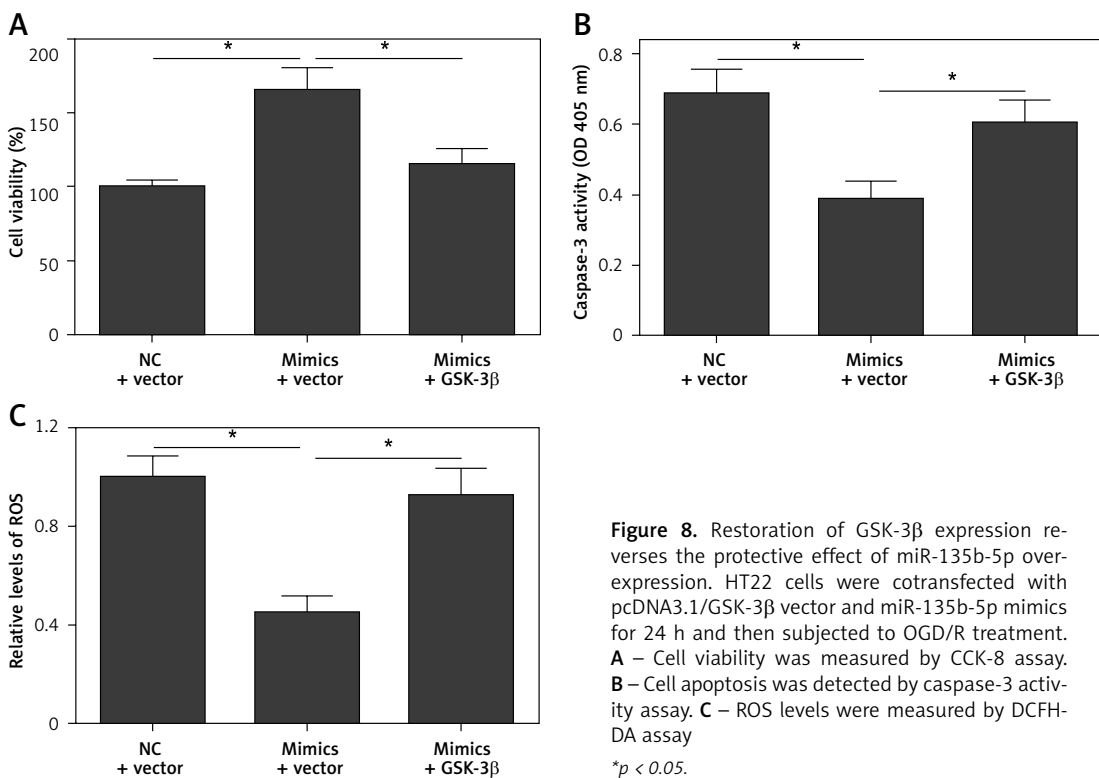 A
Cell viability (%)
200
150
100
50
0
* *
NC
+ vector
Mimics
+ vector
Mimics
+ GSK-3β
B
Caspase-3 activity (OD 405 nm)
0.8
0.6
0.4
0.2
0
*
*
NC
+ vector
Mimics
+ vector
Mimics
+ GSK-3β
C
Relative levels of ROS
1.2
0.8
0.4
0
*
*
NC
+ vector
Mimics
+ vector
Mimics
+ GSK-3β
Figure 8. Restoration of GSK-3β expression re-
verses the protective effect of miR-135b-5p over-
expression. HT22 cells were cotransfected with
pcDNA3.1/GSK-3β vector and miR-135b-5p mimics
for 24 h and then subjected to OGD/R treatment.
A – Cell viability was measured by CCK-8 assay.
B – Cell apoptosis was detected by caspase-3 activ-
ity assay. C – ROS levels were measured by DCFH-
DA assay
*p < 0.05.